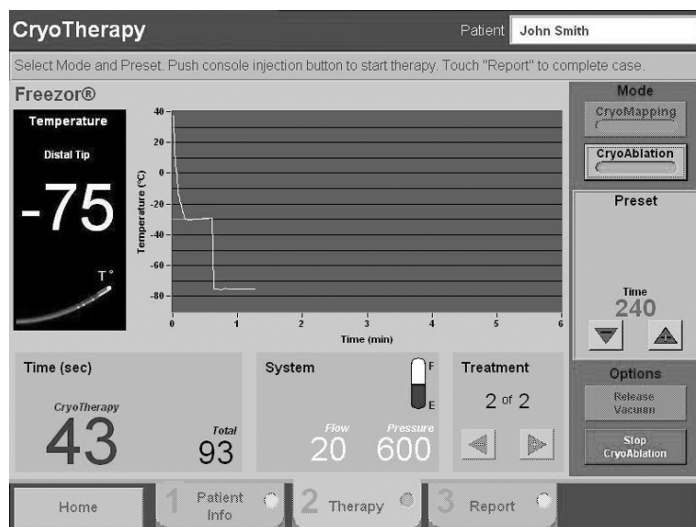 CryoTherapy
Patient John Smith
Select Mode and Preset. Push console injection button to start therapy. Touch "Report" to complete case.
Freezor®
Temperature
Distal Tip
-75
T°
Temperature (°C)
40
20
0
-20
-40
-60
-80
0 1 2 3 4 5 6
Time (min)
Mode
CryoMapping
CryoAblation
Preset
Time
240
Time (sec)
CryoTherapy
43
Total
93
System
F
E
Flow
20
Pressure
600
Treatment
2 of 2
Options
Release
Vacuum
Stop
CryoAblation
Home
1 Patient
Info
2 Therapy
3 Report